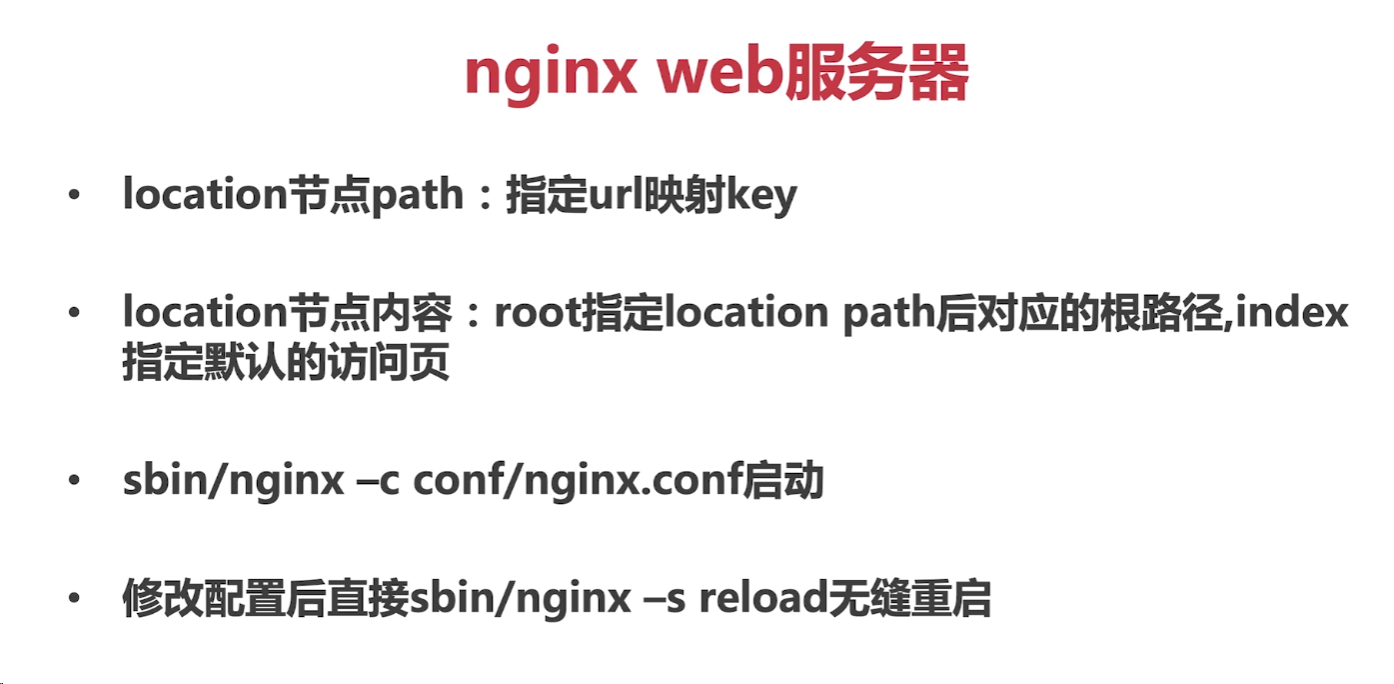 nginx web服务器
• location节点path：指定url映射key
• location节点内容：root指定location path后对应的根路径,index
指定默认的访问页
• sbin/nginx –c conf/nginx.conf启动
• 修改配置后直接sbin/nginx –s reload无缝重启